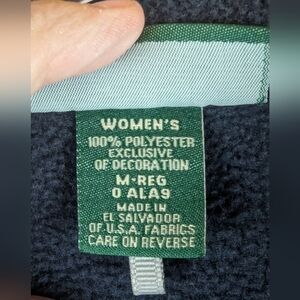 WOMEN'S
100% POLYESTER
EXCLUSIVE
OF DECORATION
M-REG
0 ALA9
MADE IN
EL SALVADOR
OF U.S.A. FABRICS
CARE ON REVERSE